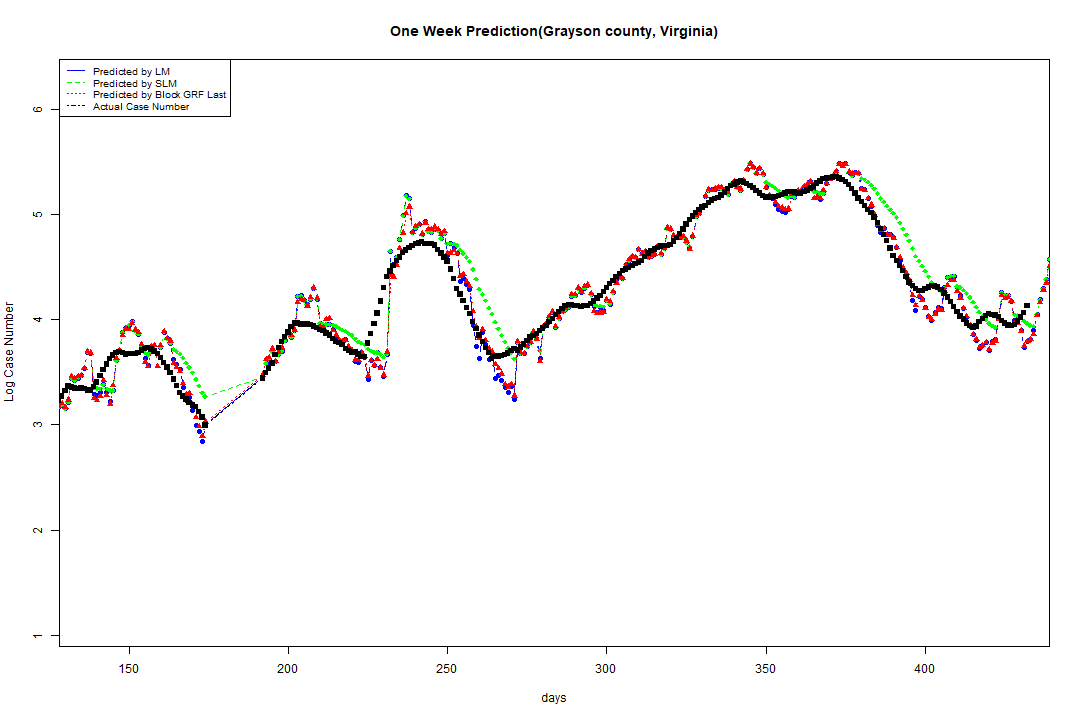 One Week Prediction(Grayson county, Virginia)
Predicted by LM
Predicted by SLM
Predicted by Block GRF Last
Actual Case Number
6
5
4
3
2
1
Log Case Number
150 200 250 300 350 400
days